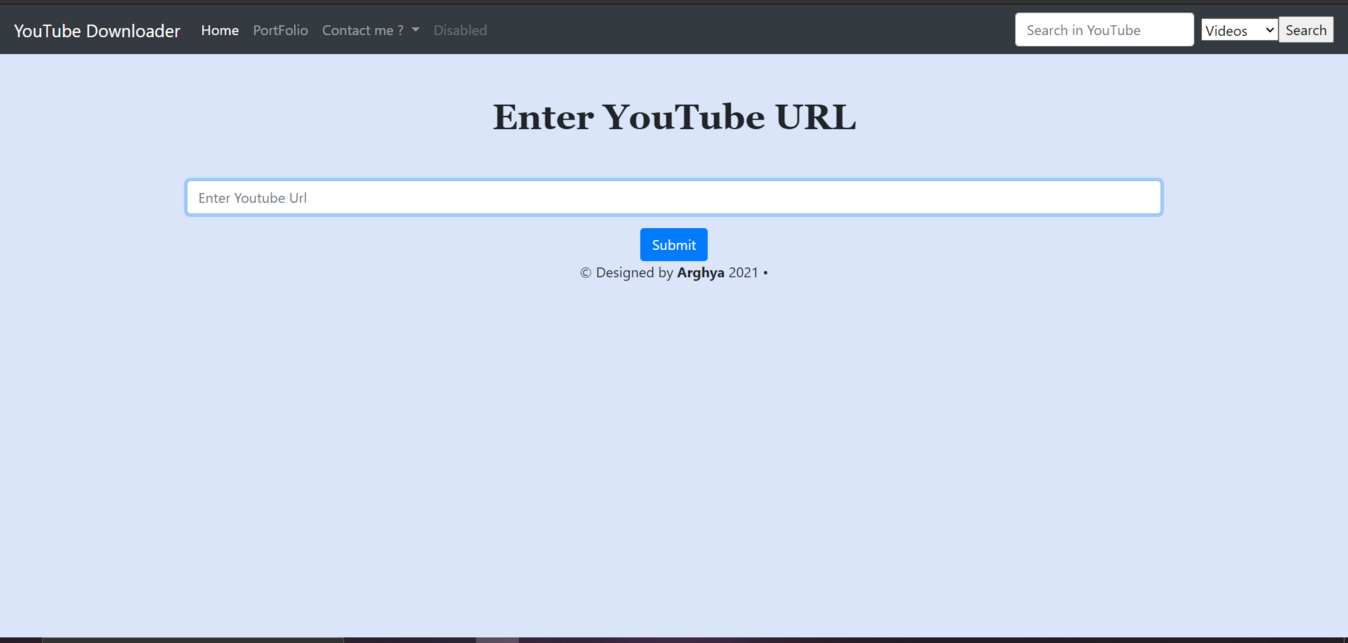 YouTube Downloader Home PortFolio Contact me ? Disabled Search in YouTube Videos Search
Enter YouTube URL
Enter Youtube Url
Submit
© Designed by Arghya 2021 •